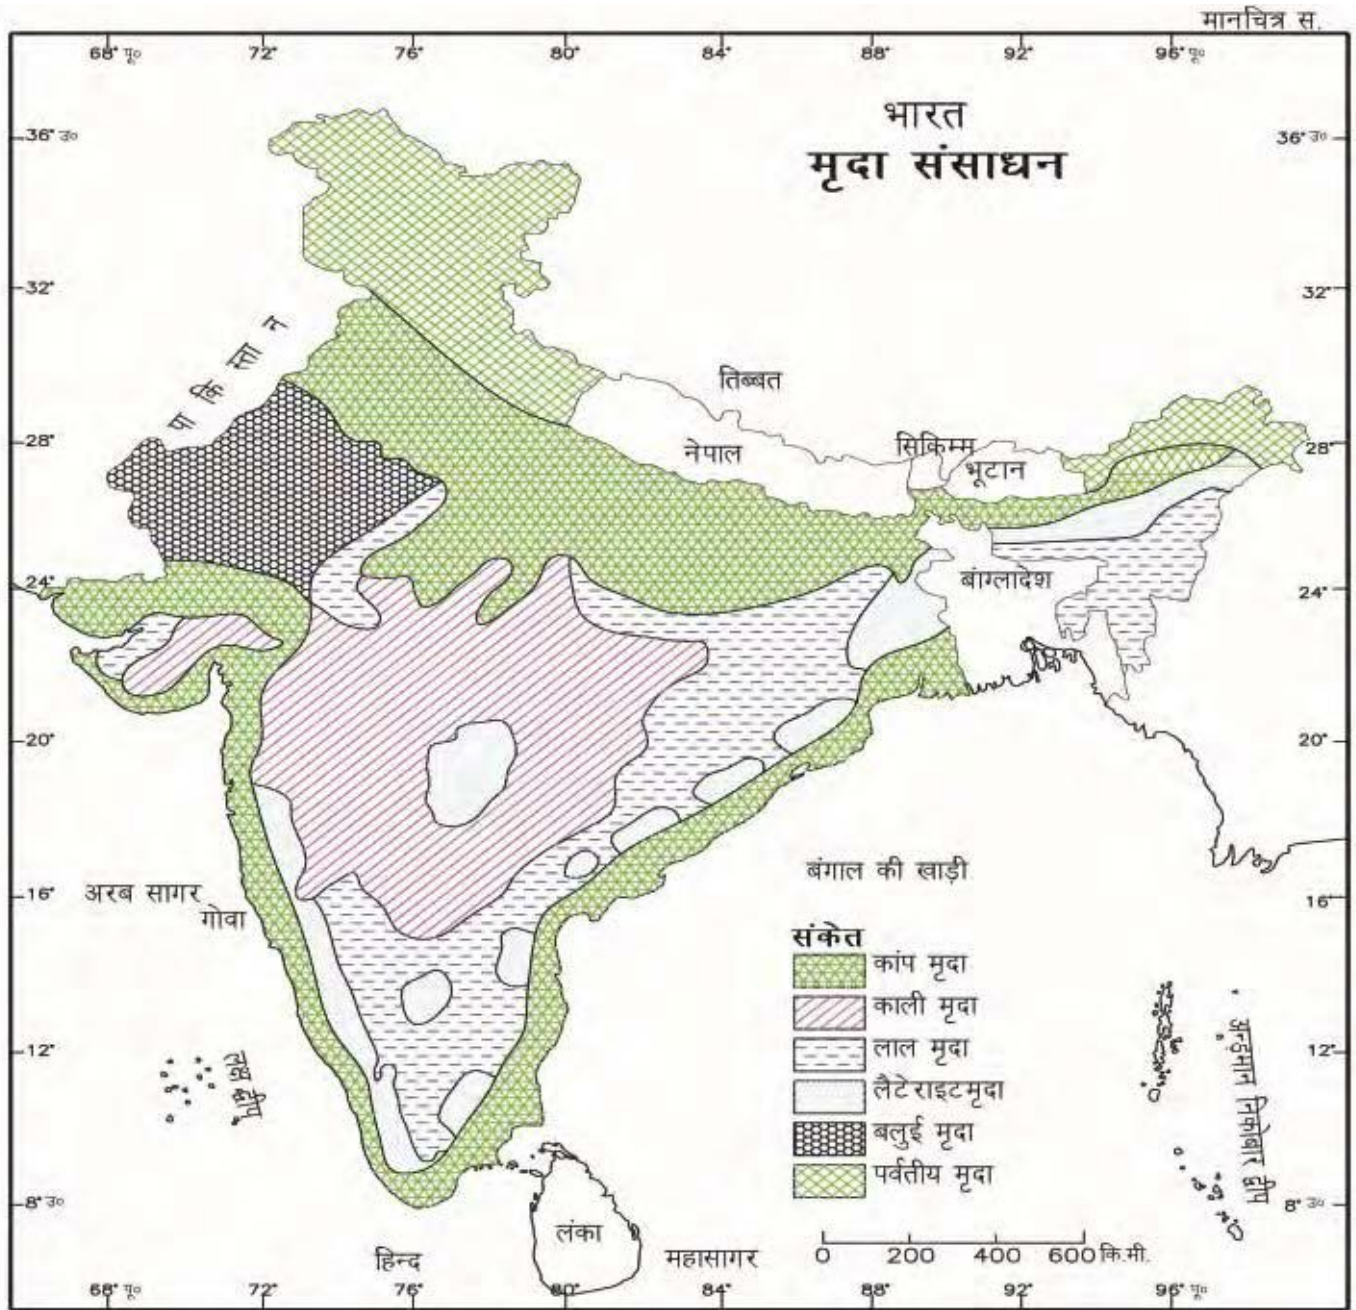 मानचित्र स.
68° पू० 72° 76° 80° 84° 88° 92° 96° पू०
भारत
36° उ० 36° उ०
मृदा संसाधन
32° 32°
पाकिस्तान
तिब्बत
28° नेपाल सिकिम्म 28°
भूटान
24° बांग्लादेश 24°
20° 20°
बंगाल की खाड़ी
अरब सागर
16° 16°
गोवा
संकेत
कांप मृदा
काली मृदा
लाल मृदा
लैटेराइट मृदा
बलुई मृदा
पर्वतीय मृदा
12° 12°
लक्ष द्वीप
अन्डमान निकोबार द्वीप
8° उ० 8° उ०
लंका
0 200 400 600 कि.मी.
हिन्द महासागर
68° पू० 72° 76° 80° 84° 88° 92° 96° पू०